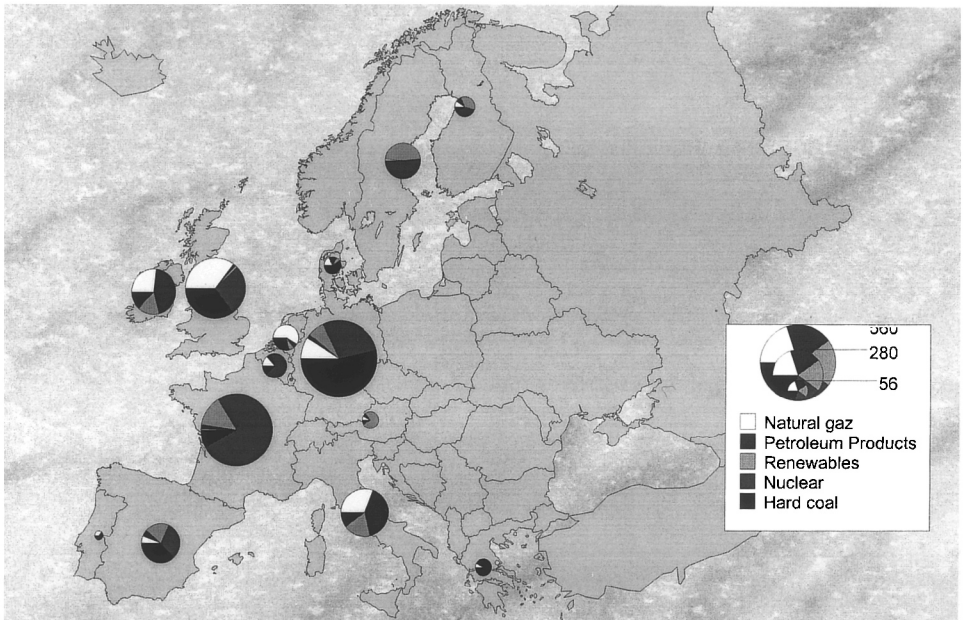 560
280
56
Natural gaz
Petroleum Products
Renewables
Nuclear
Hard coal